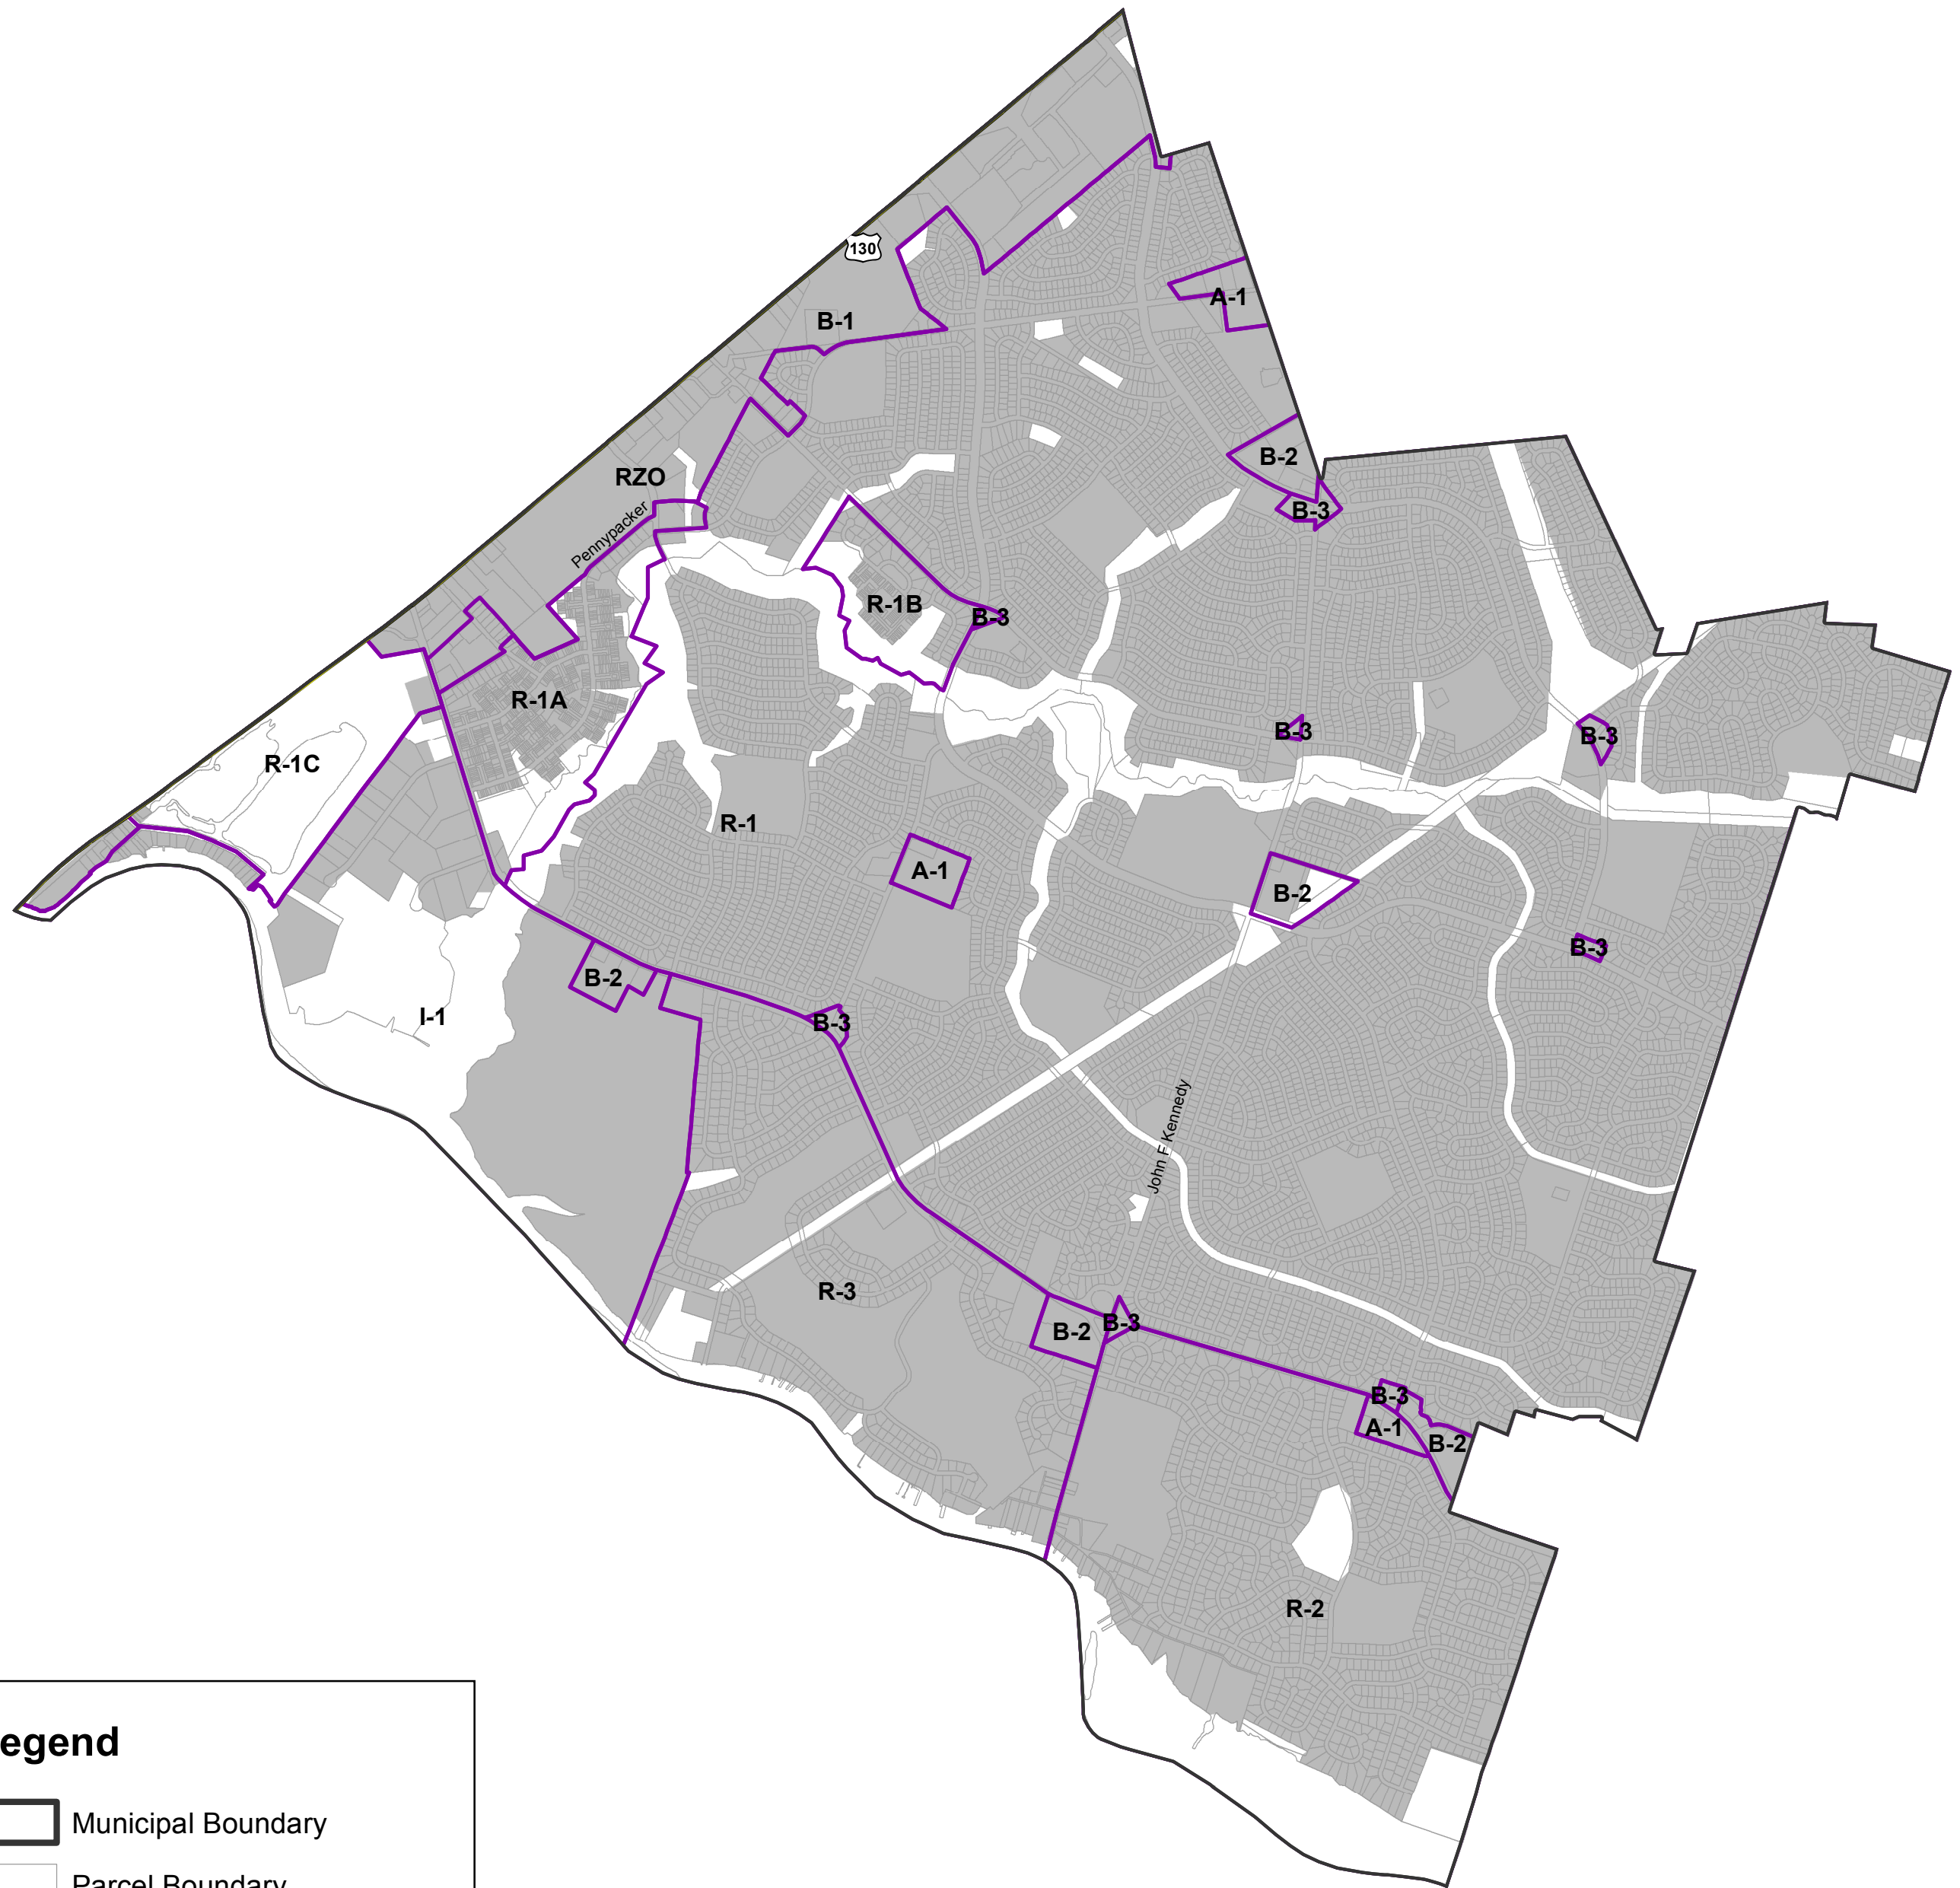 130
A-1
B-1
B-2
RZO
B-3
Pennypacker
R-1B
B-3
R-1A
B-3
B-3
R-1C
R-1
A-1
B-2
B-3
B-2
I-1
B-3
John F Kennedy
R-3
B-3
B-2
B-3
A-1
B-2
R-2
egend
Municipal Boundary
Parcel Boundary